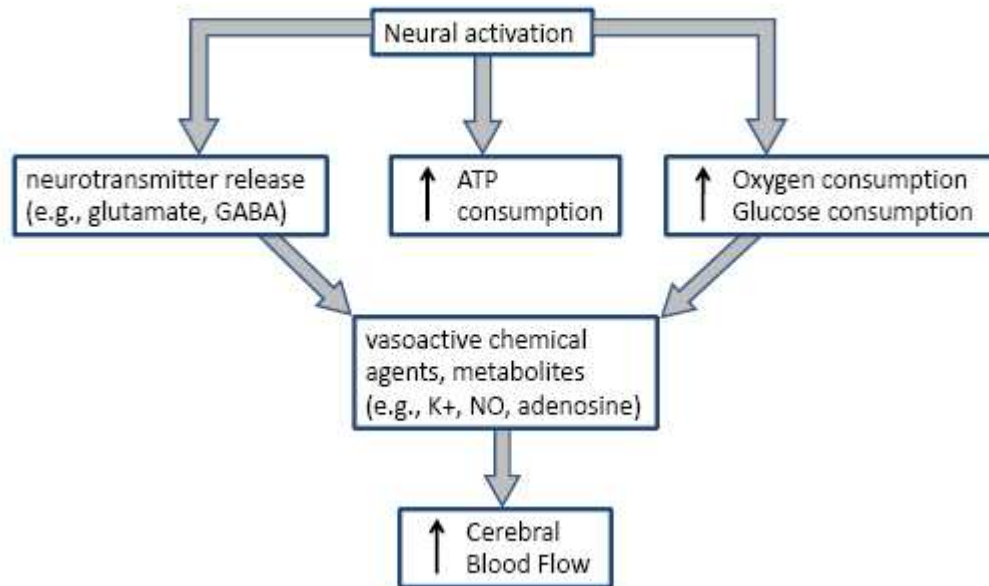 Neural activation
neurotransmitter release
(e.g., glutamate, GABA)
ATP
consumption
Oxygen consumption
Glucose consumption
vasoactive chemical
agents, metabolites
(e.g., K+, NO, adenosine)
Cerebral
Blood Flow